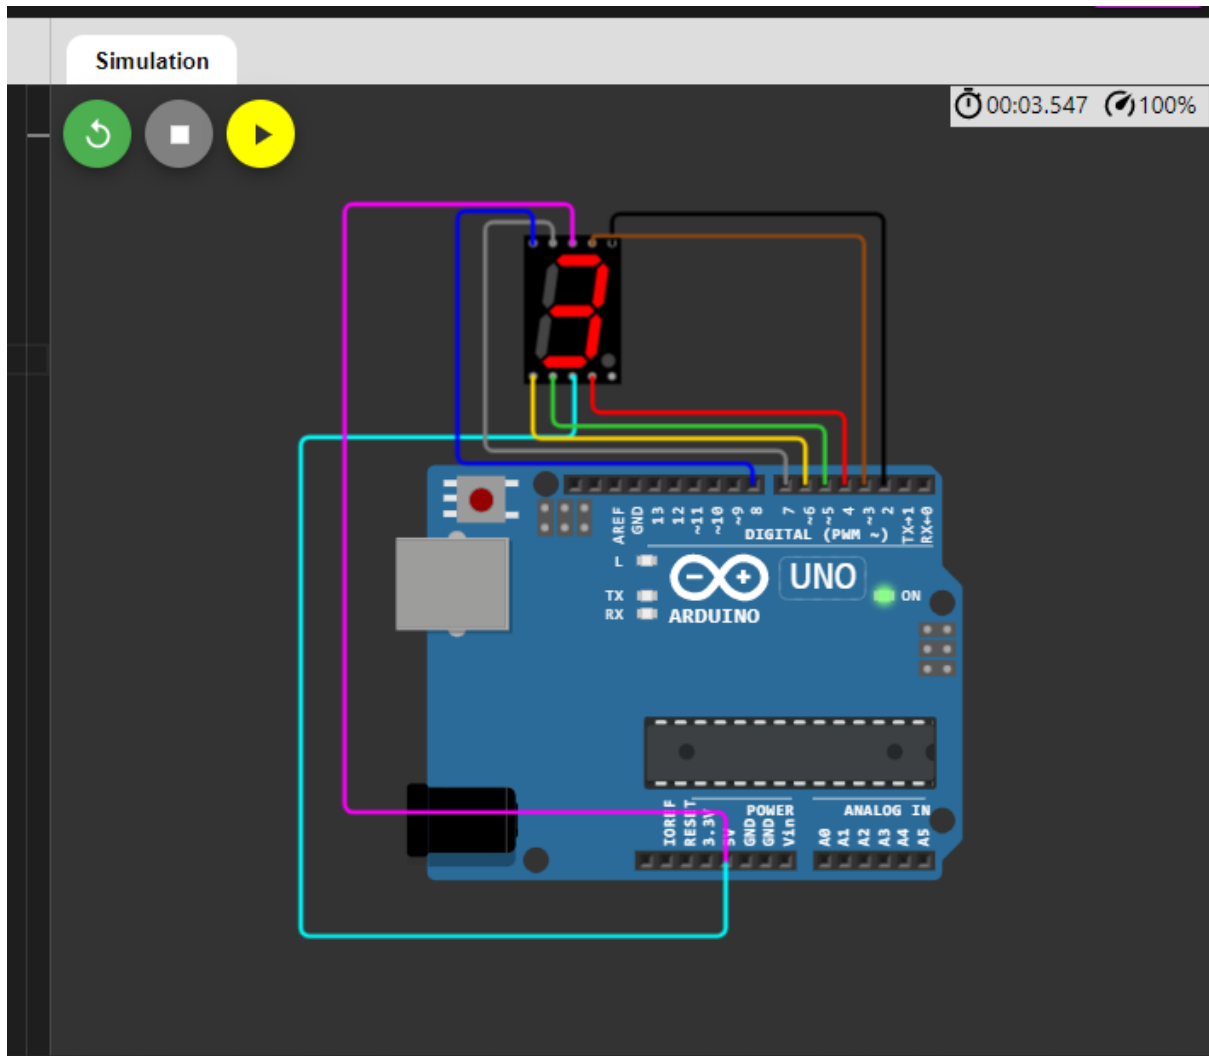 Simulation
00:03.547 100%
AREF
GND
13
12
~11
~10
~9
8
7
~6
~5
4
~3
2
TX→1
RX←0
DIGITAL (PWM ~)
L
TX
RX
UNO
ON
ARDUINO
IOREF
RESET
3.3V
5V
GND
GND
Vin
POWER
ANALOG IN
A0
A1
A2
A3
A4
A5
3